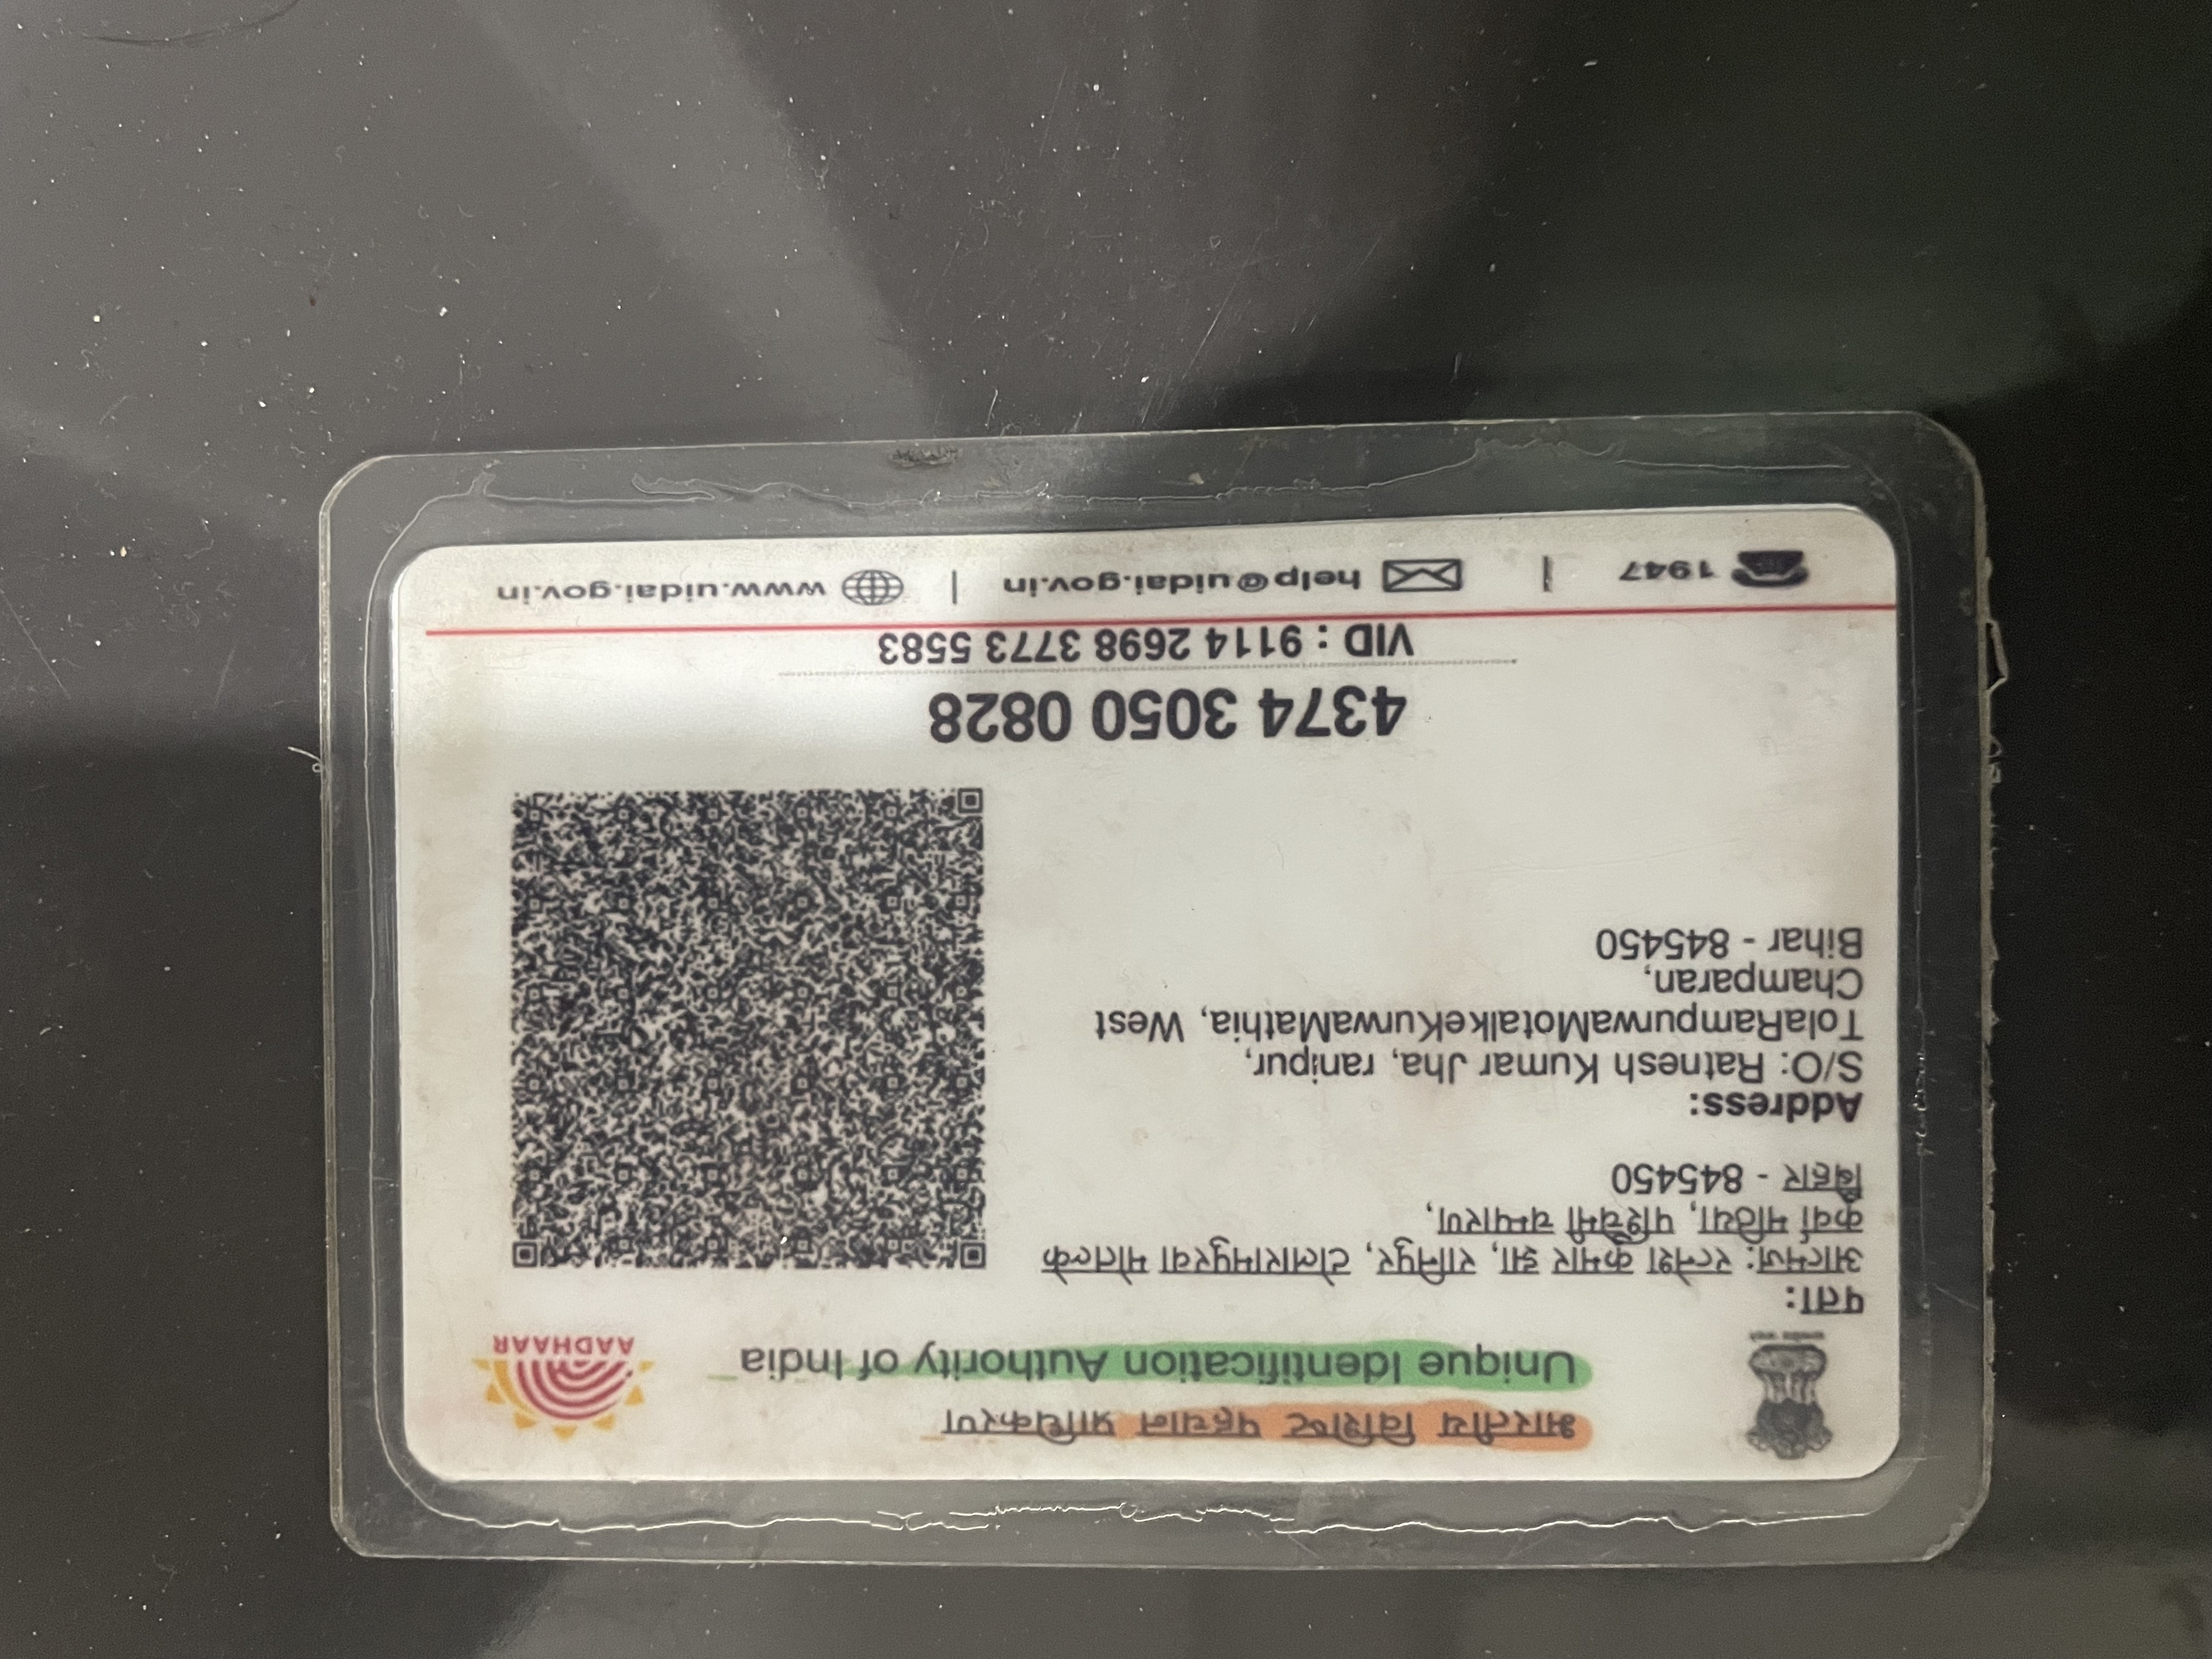 भारतीय विशिष्ट पहचान प्राधिकरण
Unique Identification Authority of India
AADHAAR
पता:
आत्मज: रत्नेश कुमार झा, रानिपुर, टोलारामपुरवा मोतल्के
कुर्वा मठिया, पश्चिमी चम्पारण,
बिहार - 845450
Address:
S/O: Ratnesh Kumar Jha, ranipur,
TolaRampurwaMotalkeKurwaMathia, West
Champaran,
Bihar - 845450
4374 3050 0828
VID : 9114 2698 3773 5583
1947 | help@uidai.gov.in | www.uidai.gov.in